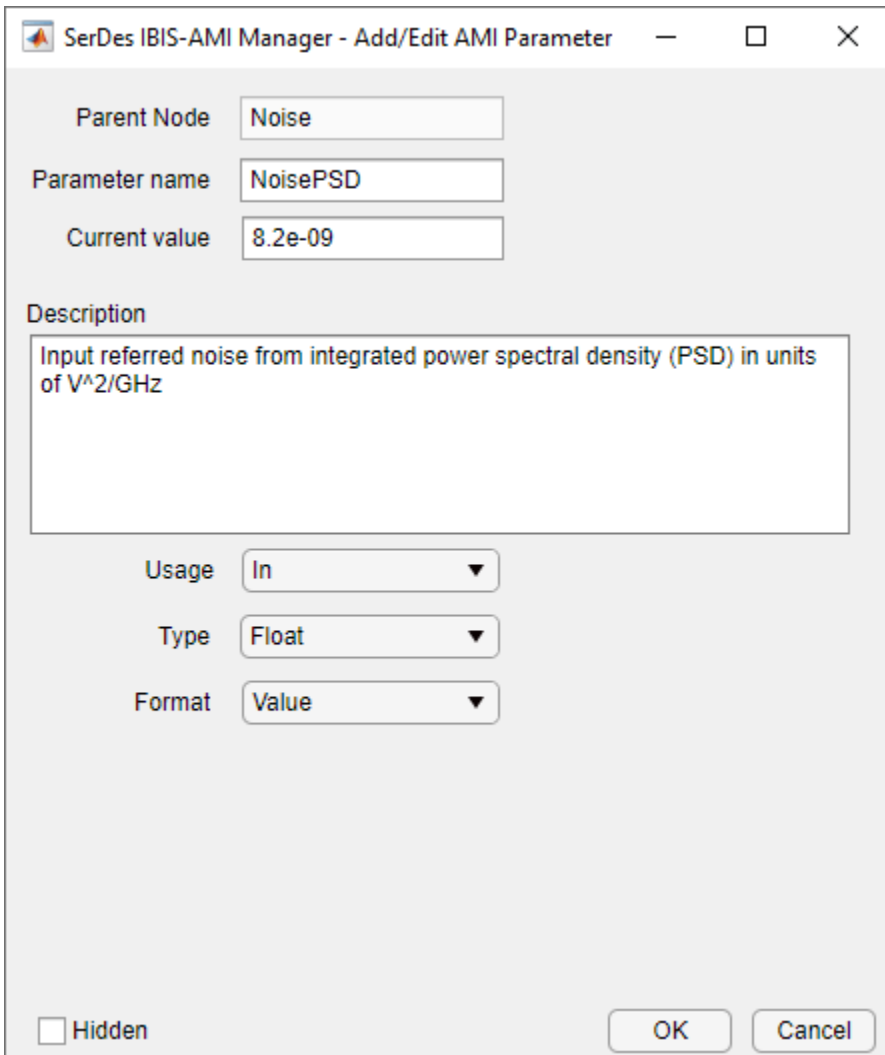 SerDes IBIS-AMI Manager - Add/Edit AMI Parameter
Parent Node Noise
Parameter name NoisePSD
Current value 8.2e-09
Description
Input referred noise from integrated power spectral density (PSD) in units
of V^2/GHz
Usage In
Type Float
Format Value
Hidden OK Cancel